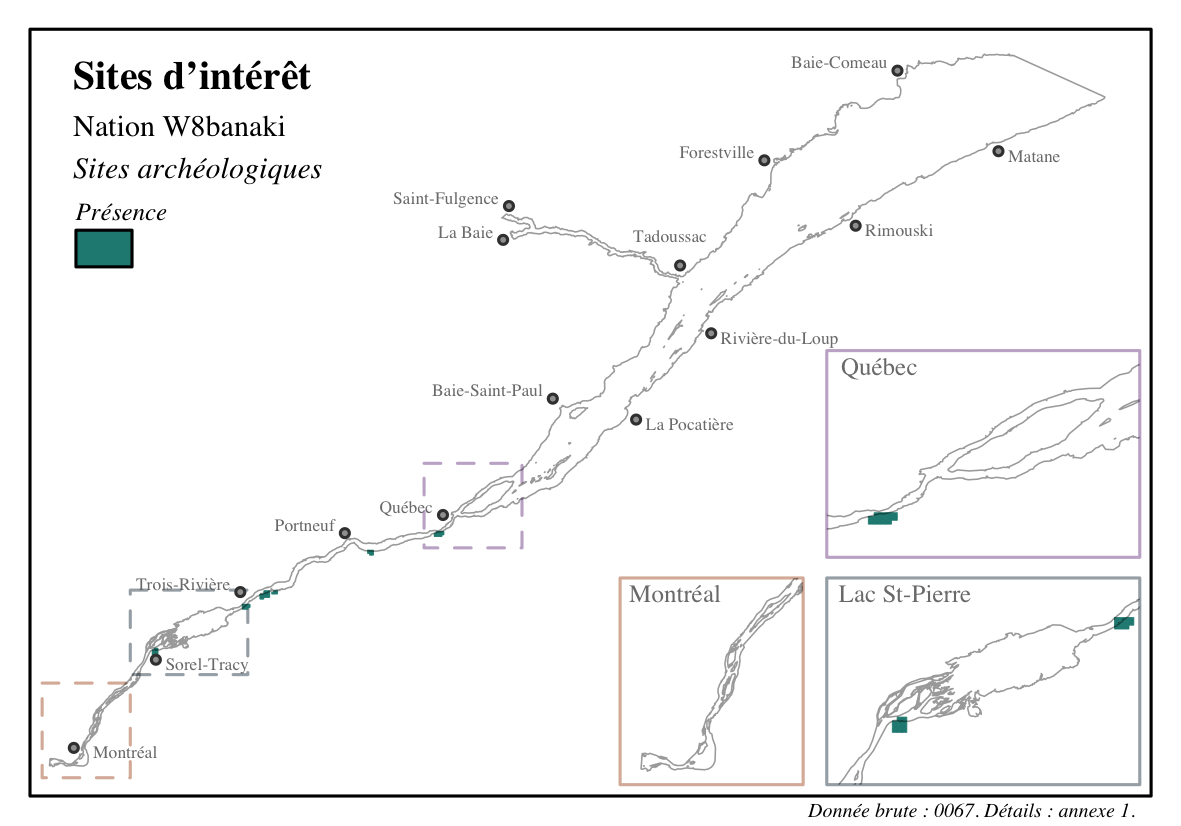 Sites d’intérêt
Nation W8banaki
Sites archéologiques
Présence
Baie-Comeau
Forestville
Matane
Saint-Fulgence
La Baie
Tadoussac
Rimouski
Rivière-du-Loup
Baie-Saint-Paul
La Pocatière
Québec
Portneuf
Trois-Rivière
Sorel-Tracy
Montréal
Québec
Montréal
Lac St-Pierre
Donnée brute : 0067. Détails : annexe 1.